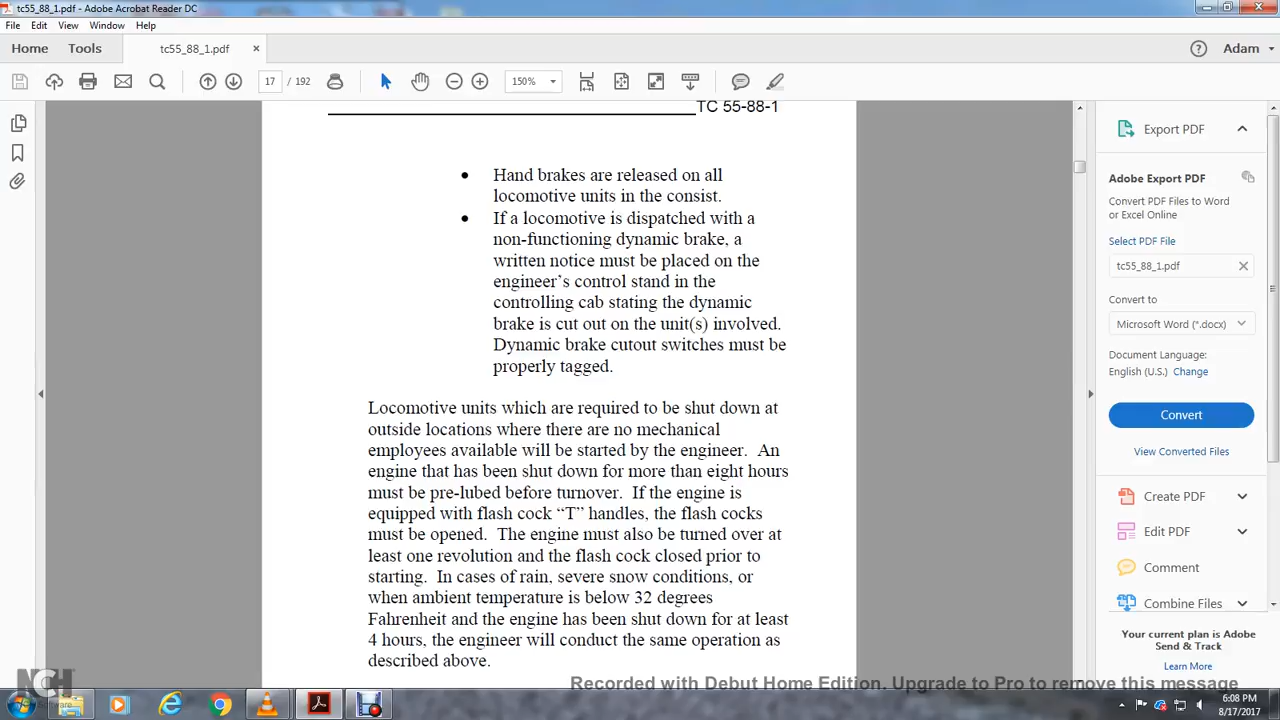 tc55_88_1.pdf - Adobe Acrobat Reader DC
File Edit View Window Help
Home Tools tc55_88_1.pdf × ? Adam
17 / 192 150%
TC 55-88-1
• Hand brakes are released on all
locomotive units in the consist.
• If a locomotive is dispatched with a
non-functioning dynamic brake, a
written notice must be placed on the
engineer’s control stand in the
controlling cab stating the dynamic
brake is cut out on the unit(s) involved.
Dynamic brake cutout switches must be
properly tagged.
Locomotive units which are required to be shut down at
outside locations where there are no mechanical
employees available will be started by the engineer. An
engine that has been shut down for more than eight hours
must be pre-lubed before turnover. If the engine is
equipped with flash cock “T” handles, the flash cocks
must be opened. The engine must also be turned over at
least one revolution and the flash cock closed prior to
starting. In cases of rain, severe snow conditions, or
when ambient temperature is below 32 degrees
Fahrenheit and the engine has been shut down for at least
4 hours, the engineer will conduct the same operation as
described above.
Export PDF
Adobe Export PDF
Convert PDF Files to Word
or Excel Online
Select PDF File
tc55_88_1.pdf
Convert to
Microsoft Word (*.docx)
Document Language:
English (U.S.) Change
Convert
View Converted Files
Create PDF
Edit PDF
Comment
Combine Files
Your current plan is Adobe
Send & Track
Learn More
NCH
Software
Recorded with Debut Home Edition. Upgrade to Pro to remove this message
6:08 PM
8/17/2017